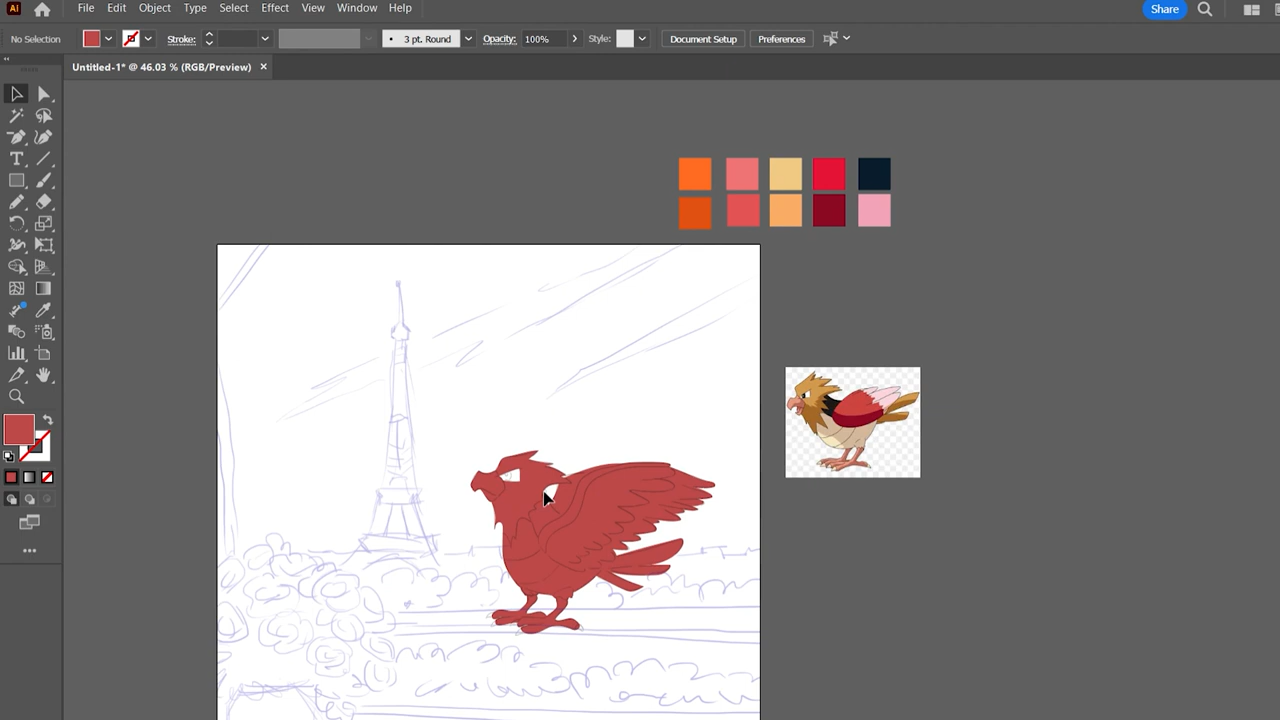 Ai File Edit Object Type Select Effect View Window Help Share
No Selection Stroke: 3 pt. Round Opacity: 100% Style: Document Setup Preferences
Untitled-1* @ 46.03 % (RGB/Preview)